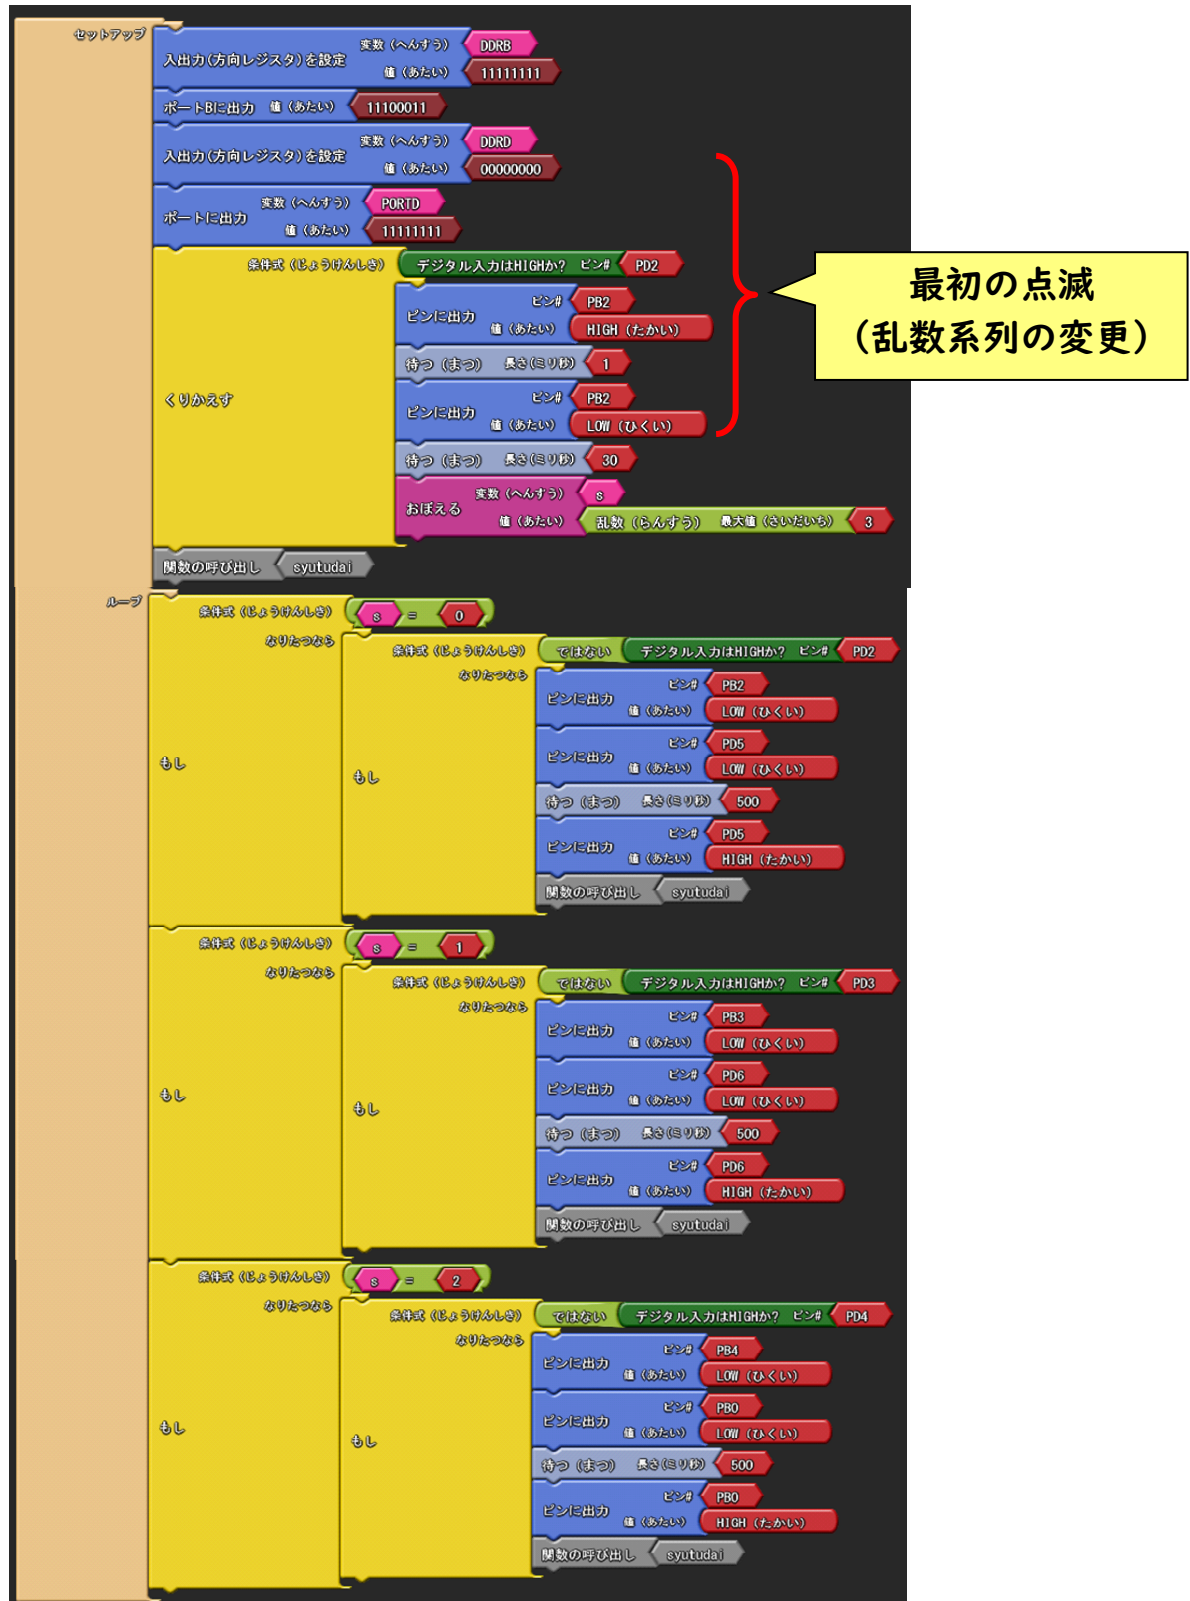 セットアップ
入出力(方向レジスタ)を設定 変数 (へんすう) DDRB
値 (あたい) 11111111
ポートBに出力 値 (あたい) 11100011
入出力(方向レジスタ)を設定 変数 (へんすう) DDRD
値 (あたい) 00000000
ポートに出力 変数 (へんすう) PORTD
値 (あたい) 11111111
くりかえす
条件式 (じょうけんしき) デジタル入力はHIGHか? ピン# PD2
ピンに出力 ピン# PB2
値 (あたい) HIGH (たかい)
待つ (まつ) 長さ(ミリ秒) 1
ピンに出力 ピン# PB2
値 (あたい) LOW (ひくい)
待つ (まつ) 長さ(ミリ秒) 30
おぼえる 変数 (へんすう) s
値 (あたい) 乱数 (らんすう) 最大値 (さいだいち) 3
関数の呼び出し syutudai
最初の点滅
(乱数系列の変更)
ループ
もし 条件式 (じょうけんしき) s = 0
なりたつなら
もし 条件式 (じょうけんしき) ではない デジタル入力はHIGHか? ピン# PD2
なりたつなら
ピンに出力 ピン# PB2
値 (あたい) LOW (ひくい)
ピンに出力 ピン# PD5
値 (あたい) LOW (ひくい)
待つ (まつ) 長さ(ミリ秒) 500
ピンに出力 ピン# PD5
値 (あたい) HIGH (たかい)
関数の呼び出し syutudai
もし 条件式 (じょうけんしき) s = 1
なりたつなら
もし 条件式 (じょうけんしき) ではない デジタル入力はHIGHか? ピン# PD3
なりたつなら
ピンに出力 ピン# PB3
値 (あたい) LOW (ひくい)
ピンに出力 ピン# PD6
値 (あたい) LOW (ひくい)
待つ (まつ) 長さ(ミリ秒) 500
ピンに出力 ピン# PD6
値 (あたい) HIGH (たかい)
関数の呼び出し syutudai
もし 条件式 (じょうけんしき) s = 2
なりたつなら
もし 条件式 (じょうけんしき) ではない デジタル入力はHIGHか? ピン# PD4
なりたつなら
ピンに出力 ピン# PB4
値 (あたい) LOW (ひくい)
ピンに出力 ピン# PB0
値 (あたい) LOW (ひくい)
待つ (まつ) 長さ(ミリ秒) 500
ピンに出力 ピン# PB0
値 (あたい) HIGH (たかい)
関数の呼び出し syutudai